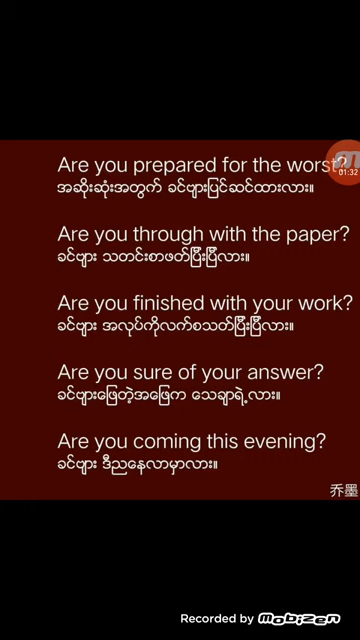 Are you prepared for the worst?
01:32
အဆိုးဆုံးအတွက် ခင်ဗျားပြင်ဆင်ထားလား။
Are you through with the paper?
ခင်ဗျား သတင်းစာဖတ်ပြီးပြီလား။
Are you finished with your work?
ခင်ဗျား အလုပ်ကိုလက်စသတ်ပြီးပြီလား။
Are you sure of your answer?
ခင်ဗျားဖြေတဲ့အဖြေက သေချာရဲ့လား။
Are you coming this evening?
ခင်ဗျား ဒီညနေလာမှာလား။
乔墨
Recorded by Mobizen